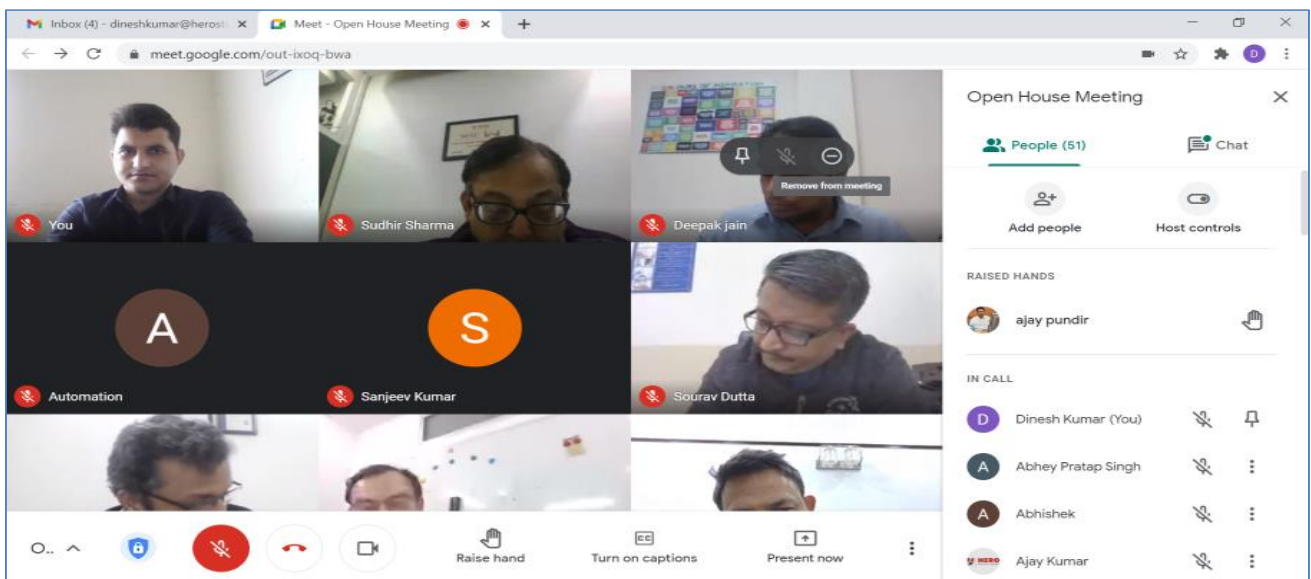 Inbox (4) - dineshkumar@herost
Meet - Open House Meeting
meet.google.com/out-ixoq-bwa
D
Open House Meeting
People (51)
Chat
Add people
Host controls
RAISED HANDS
ajay pundir
IN CALL
D Dinesh Kumar (You)
A Abhey Pratap Singh
A Abhishek
HERO Ajay Kumar
Remove from meeting
You
Sudhir Sharma
Deepak jain
A
S
Automation
Sanjeev Kumar
Sourav Dutta
O..
Raise hand
CC
Turn on captions
Present now